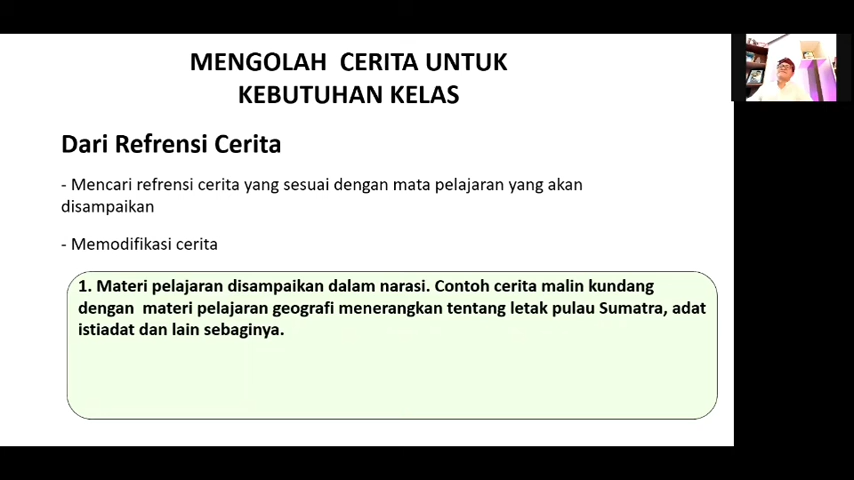 MENGOLAH CERITA UNTUK
KEBUTUHAN KELAS
Dari Refrensi Cerita
- Mencari refrensi cerita yang sesuai dengan mata pelajaran yang akan
disampaikan
- Memodifikasi cerita
1. Materi pelajaran disampaikan dalam narasi. Contoh cerita malin kundang
dengan materi pelajaran geografi menerangkan tentang letak pulau Sumatra, adat
istiadat dan lain sebaginya.